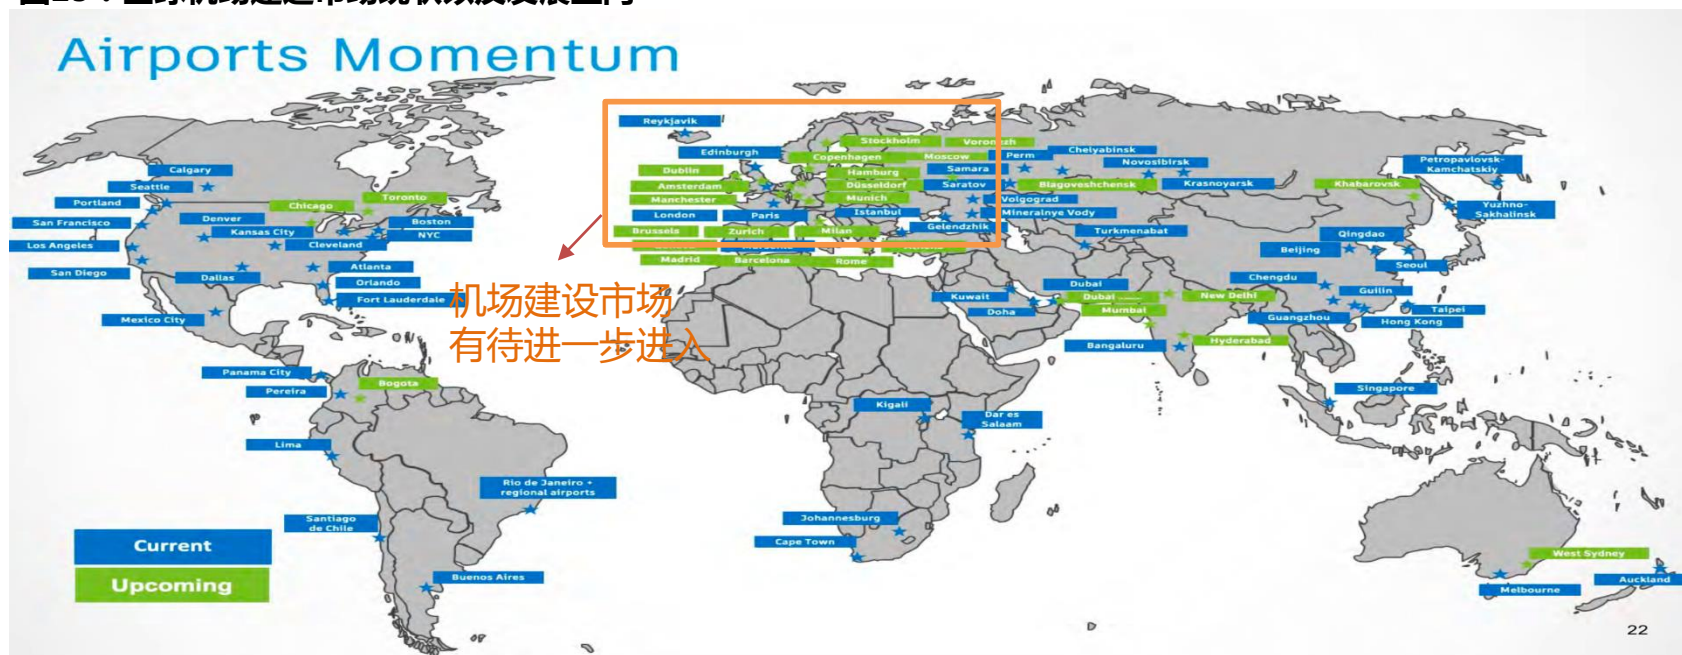 Airports Momentum
Reykjavik
Edinburgh
Stockholm
Voronezh
Copenhagen
Moscow
Perm
Chelyabinsk
Novosibirsk
Petropavlovsk-
Kamchatskiy
Calgary
Dublin
Hamburg
Samara
Seattle
Amsterdam
Düsseldorf
Saratov
Blagoveshchensk
Krasnoyarsk
Khabarovsk
Portland
Chicago
Toronto
Manchester
Munich
Volgograd
Yuzhno-
Sakhalinsk
San Francisco
Denver
Boston
London
Paris
Istanbul
Mineralnye Vody
Kansas City
NYC
Brussels
Zurich
Milan
Gelendzhik
Turkmenabat
Qingdao
Los Angeles
Cleveland
Beijing
Madrid
Barcelona
Rome
Seoul
San Diego
Dallas
Atlanta
Orlando
Chengdu
Fort Lauderdale
机场建设市场
有待进一步进入
Kuwait
Dubai
Dubai
New Delhi
Guilin
Mexico City
Doha
Mumbai
Guangzhou
Taipei
Hong Kong
Bangaluru
Hyderabad
Panama City
Bogota
Pereira
Singapore
Kigali
Dar es
Salaam
Lima
Rio de Janeiro +
regional airports
Santiago
de Chile
Johannesburg
Cape Town
Current
West Sydney
Upcoming
Buenos Aires
Melbourne
Auckland
22